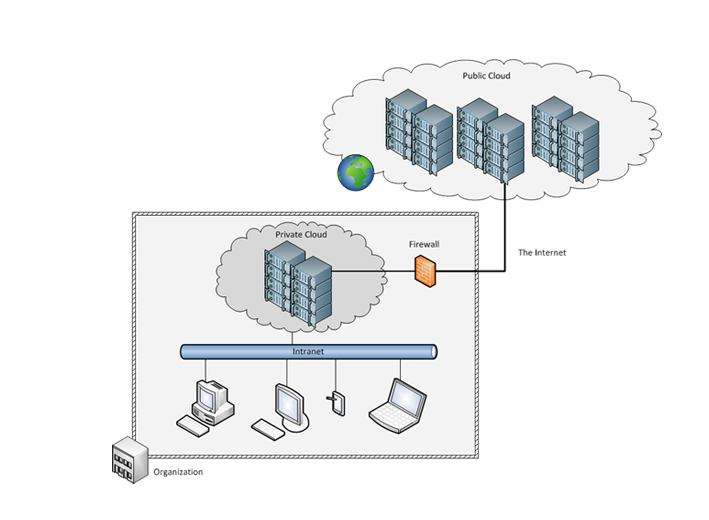 Public Cloud
Private Cloud
Firewall
The Internet
Intranet
Organization